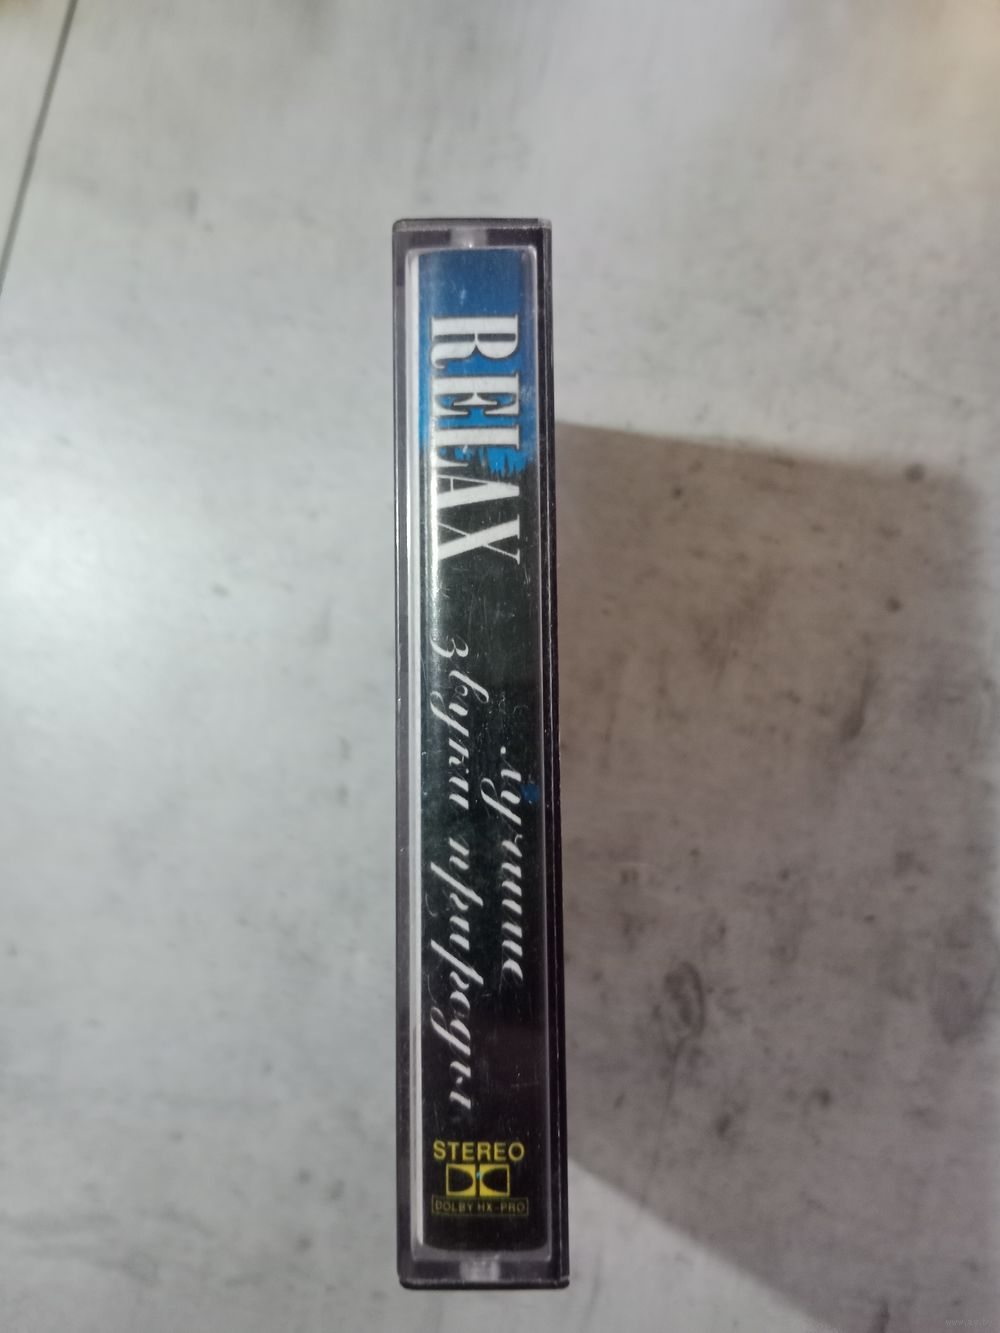 RELAX
лучшие
звуки природы
STEREO
DOLBY HX-PRO